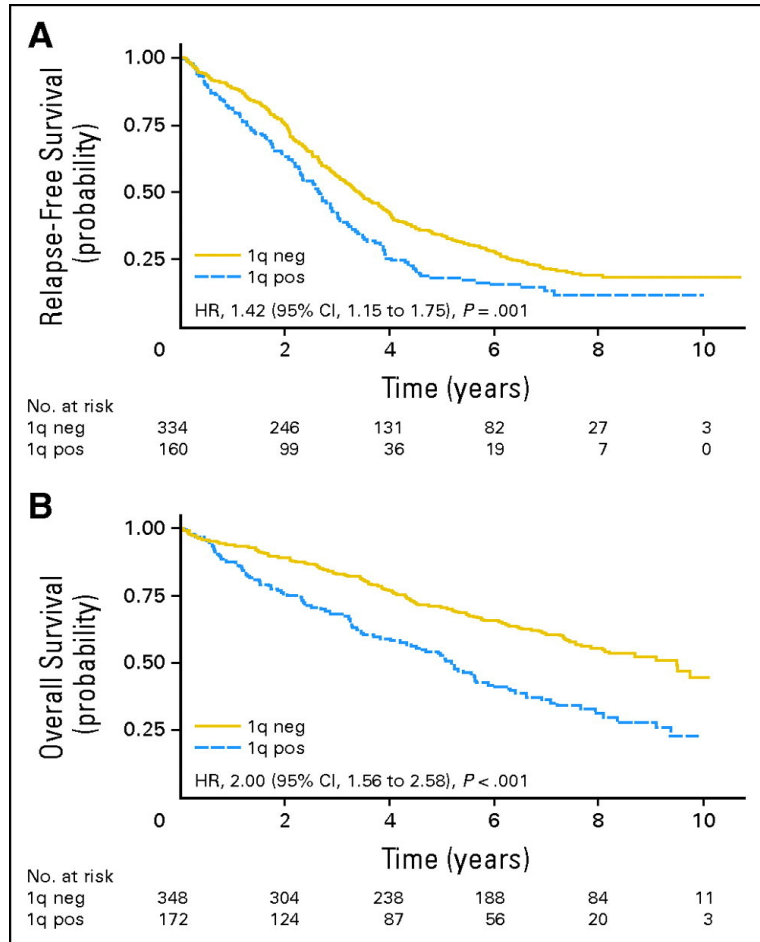 A
Relapse-Free Survival
(probability)
1.00
0.75
0.50
0.25
1q neg
1q pos
HR, 1.42 (95% CI, 1.15 to 1.75), P = .001
0 2 4 6 8 10
Time (years)
No. at risk
1q neg 334 246 131 82 27 3
1q pos 160 99 36 19 7 0
B
Overall Survival
(probability)
1.00
0.75
0.50
0.25
1q neg
1q pos
HR, 2.00 (95% CI, 1.56 to 2.58), P < .001
0 2 4 6 8 10
Time (years)
No. at risk
1q neg 348 304 238 188 84 11
1q pos 172 124 87 56 20 3